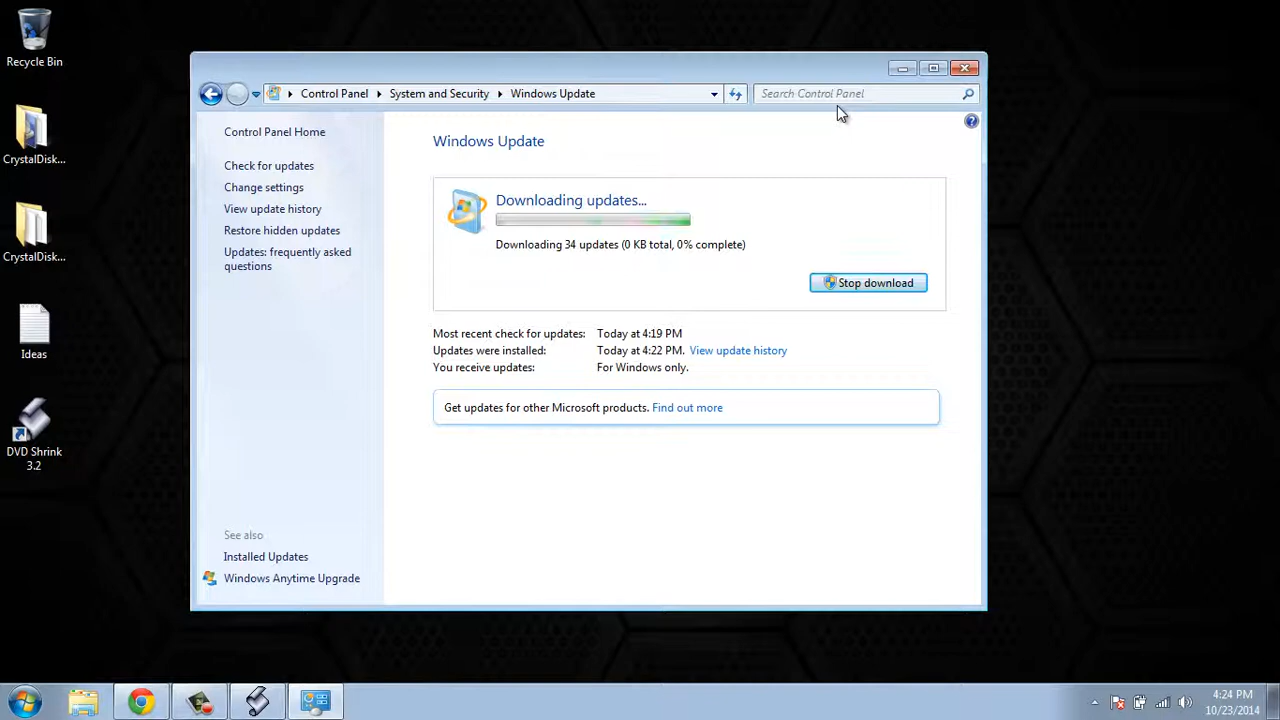 Recycle Bin
CrystalDisk...
CrystalDisk...
Ideas
DVD Shrink
3.2
Control Panel
System and Security
Windows Update
Search Control Panel
Control Panel Home
Check for updates
Change settings
View update history
Restore hidden updates
Updates: frequently asked
questions
See also
Installed Updates
Windows Anytime Upgrade
Windows Update
Downloading updates...
Downloading 34 updates (0 KB total, 0% complete)
Stop download
Most recent check for updates: Today at 4:19 PM
Updates were installed: Today at 4:22 PM. View update history
You receive updates: For Windows only.
Get updates for other Microsoft products. Find out more
4:24 PM
10/23/2014